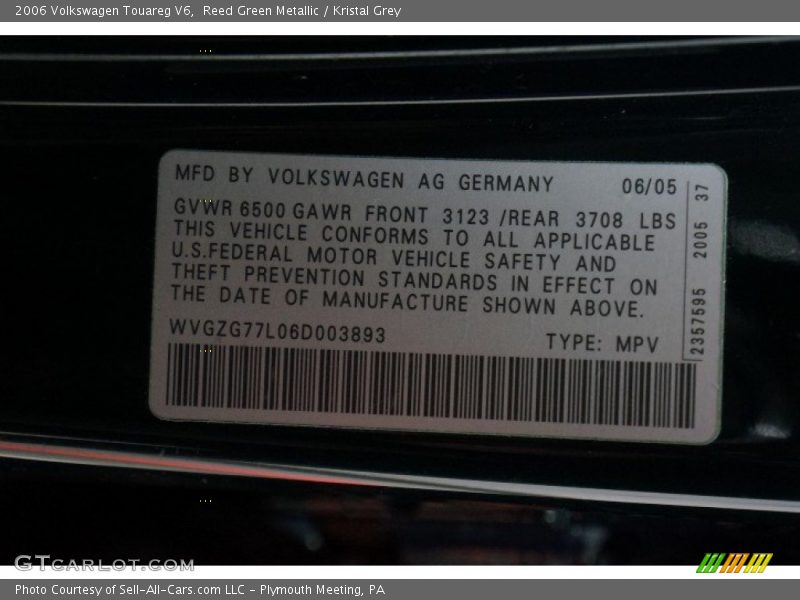 2006 Volkswagen Touareg V6, Reed Green Metallic / Kristal Grey
MFD BY VOLKSWAGEN AG GERMANY 06/05
GVWR 6500 GAWR FRONT 3123 /REAR 3708 LBS
THIS VEHICLE CONFORMS TO ALL APPLICABLE
U.S.FEDERAL MOTOR VEHICLE SAFETY AND
THEFT PREVENTION STANDARDS IN EFFECT ON
THE DATE OF MANUFACTURE SHOWN ABOVE.
WVGZG77L06D003893 TYPE: MPV
2357595 2005 37
GTCARLOT.COM
Photo Courtesy of Sell-All-Cars.com LLC - Plymouth Meeting, PA